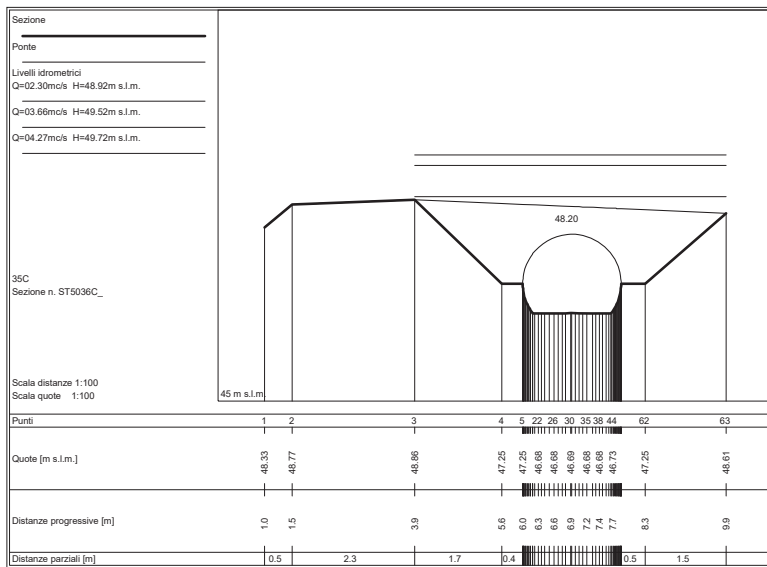 Sezione
Ponte
Livelli idrometrici
Q=02.30mc/s H=48.92m s.l.m.
Q=03.66mc/s H=49.52m s.l.m.
Q=04.27mc/s H=49.72m s.l.m.
48.20
35C
Sezione n. ST5036C_
Scala distanze 1:100
Scala quote 1:100
45 m s.l.m.
Punti 1 2 3 4 5 22 26 30 35 38 44 62 63
Quote [m s.l.m.] 48.33 48.77 48.86 47.25 47.25 46.68 46.68 46.69 46.68 46.68 46.73 47.25 48.61
Distanze progressive [m] 1.0 1.5 3.9 5.6 6.0 6.3 6.6 6.9 7.2 7.4 7.7 8.3 9.9
Distanze parziali [m] 0.5 2.3 1.7 0.4 0.5 1.5